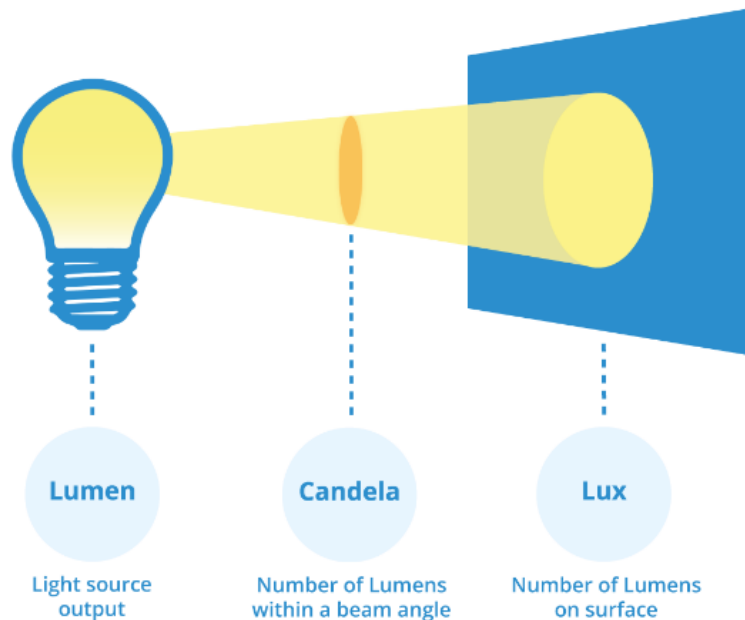 Lumen
Light source
output
Candela
Number of Lumens
within a beam angle
Lux
Number of Lumens
on surface